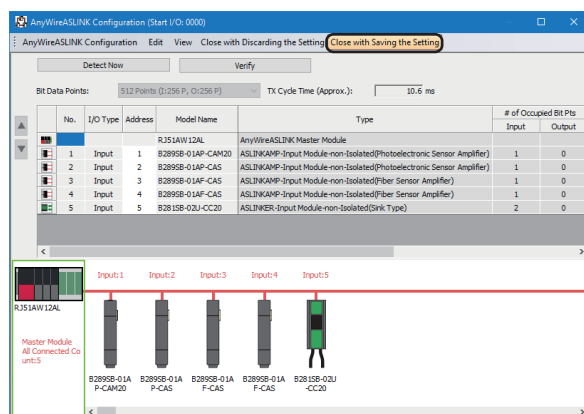 AnyWireASLINK Configuration (Start I/O: 0000)
AnyWireASLINK Configuration Edit View Close with Discarding the Setting Close with Saving the Setting
Detect Now Verify
Bit Data Points: 512 Points (I:256 P, O:256 P) TX Cycle Time (Approx.): 10.6 ms
No. I/O Type Address Model Name Type # of Occupied Bit Pts
Input Output
RJ51AW12AL AnyWireASLINK Master Module
1 Input 1 B289SB-01AP-CAM20 ASLINKAMP-Input Module-non-Isolated(Photoelectronic Sensor Amplifier) 1 0
2 Input 2 B289SB-01AP-CAS ASLINKAMP-Input Module-non-Isolated(Photoelectronic Sensor Amplifier) 1 0
3 Input 3 B289SB-01AF-CAS ASLINKAMP-Input Module-non-Isolated(Fiber Sensor Amplifier) 1 0
4 Input 4 B289SB-01AF-CAS ASLINKAMP-Input Module-non-Isolated(Fiber Sensor Amplifier) 1 0
5 Input 5 B281SB-02U-CC20 ASLINKER-Input Module-non-Isolated(Sink Type) 2 0
Input:1 Input:2 Input:3 Input:4 Input:5
RJ51AW12AL
Master Module
All Connected Co
unt:5
B289SB-01A B289SB-01A B289SB-01A B289SB-01A B281SB-02U
P-CAM20 P-CAS F-CAS F-CAS -CC20